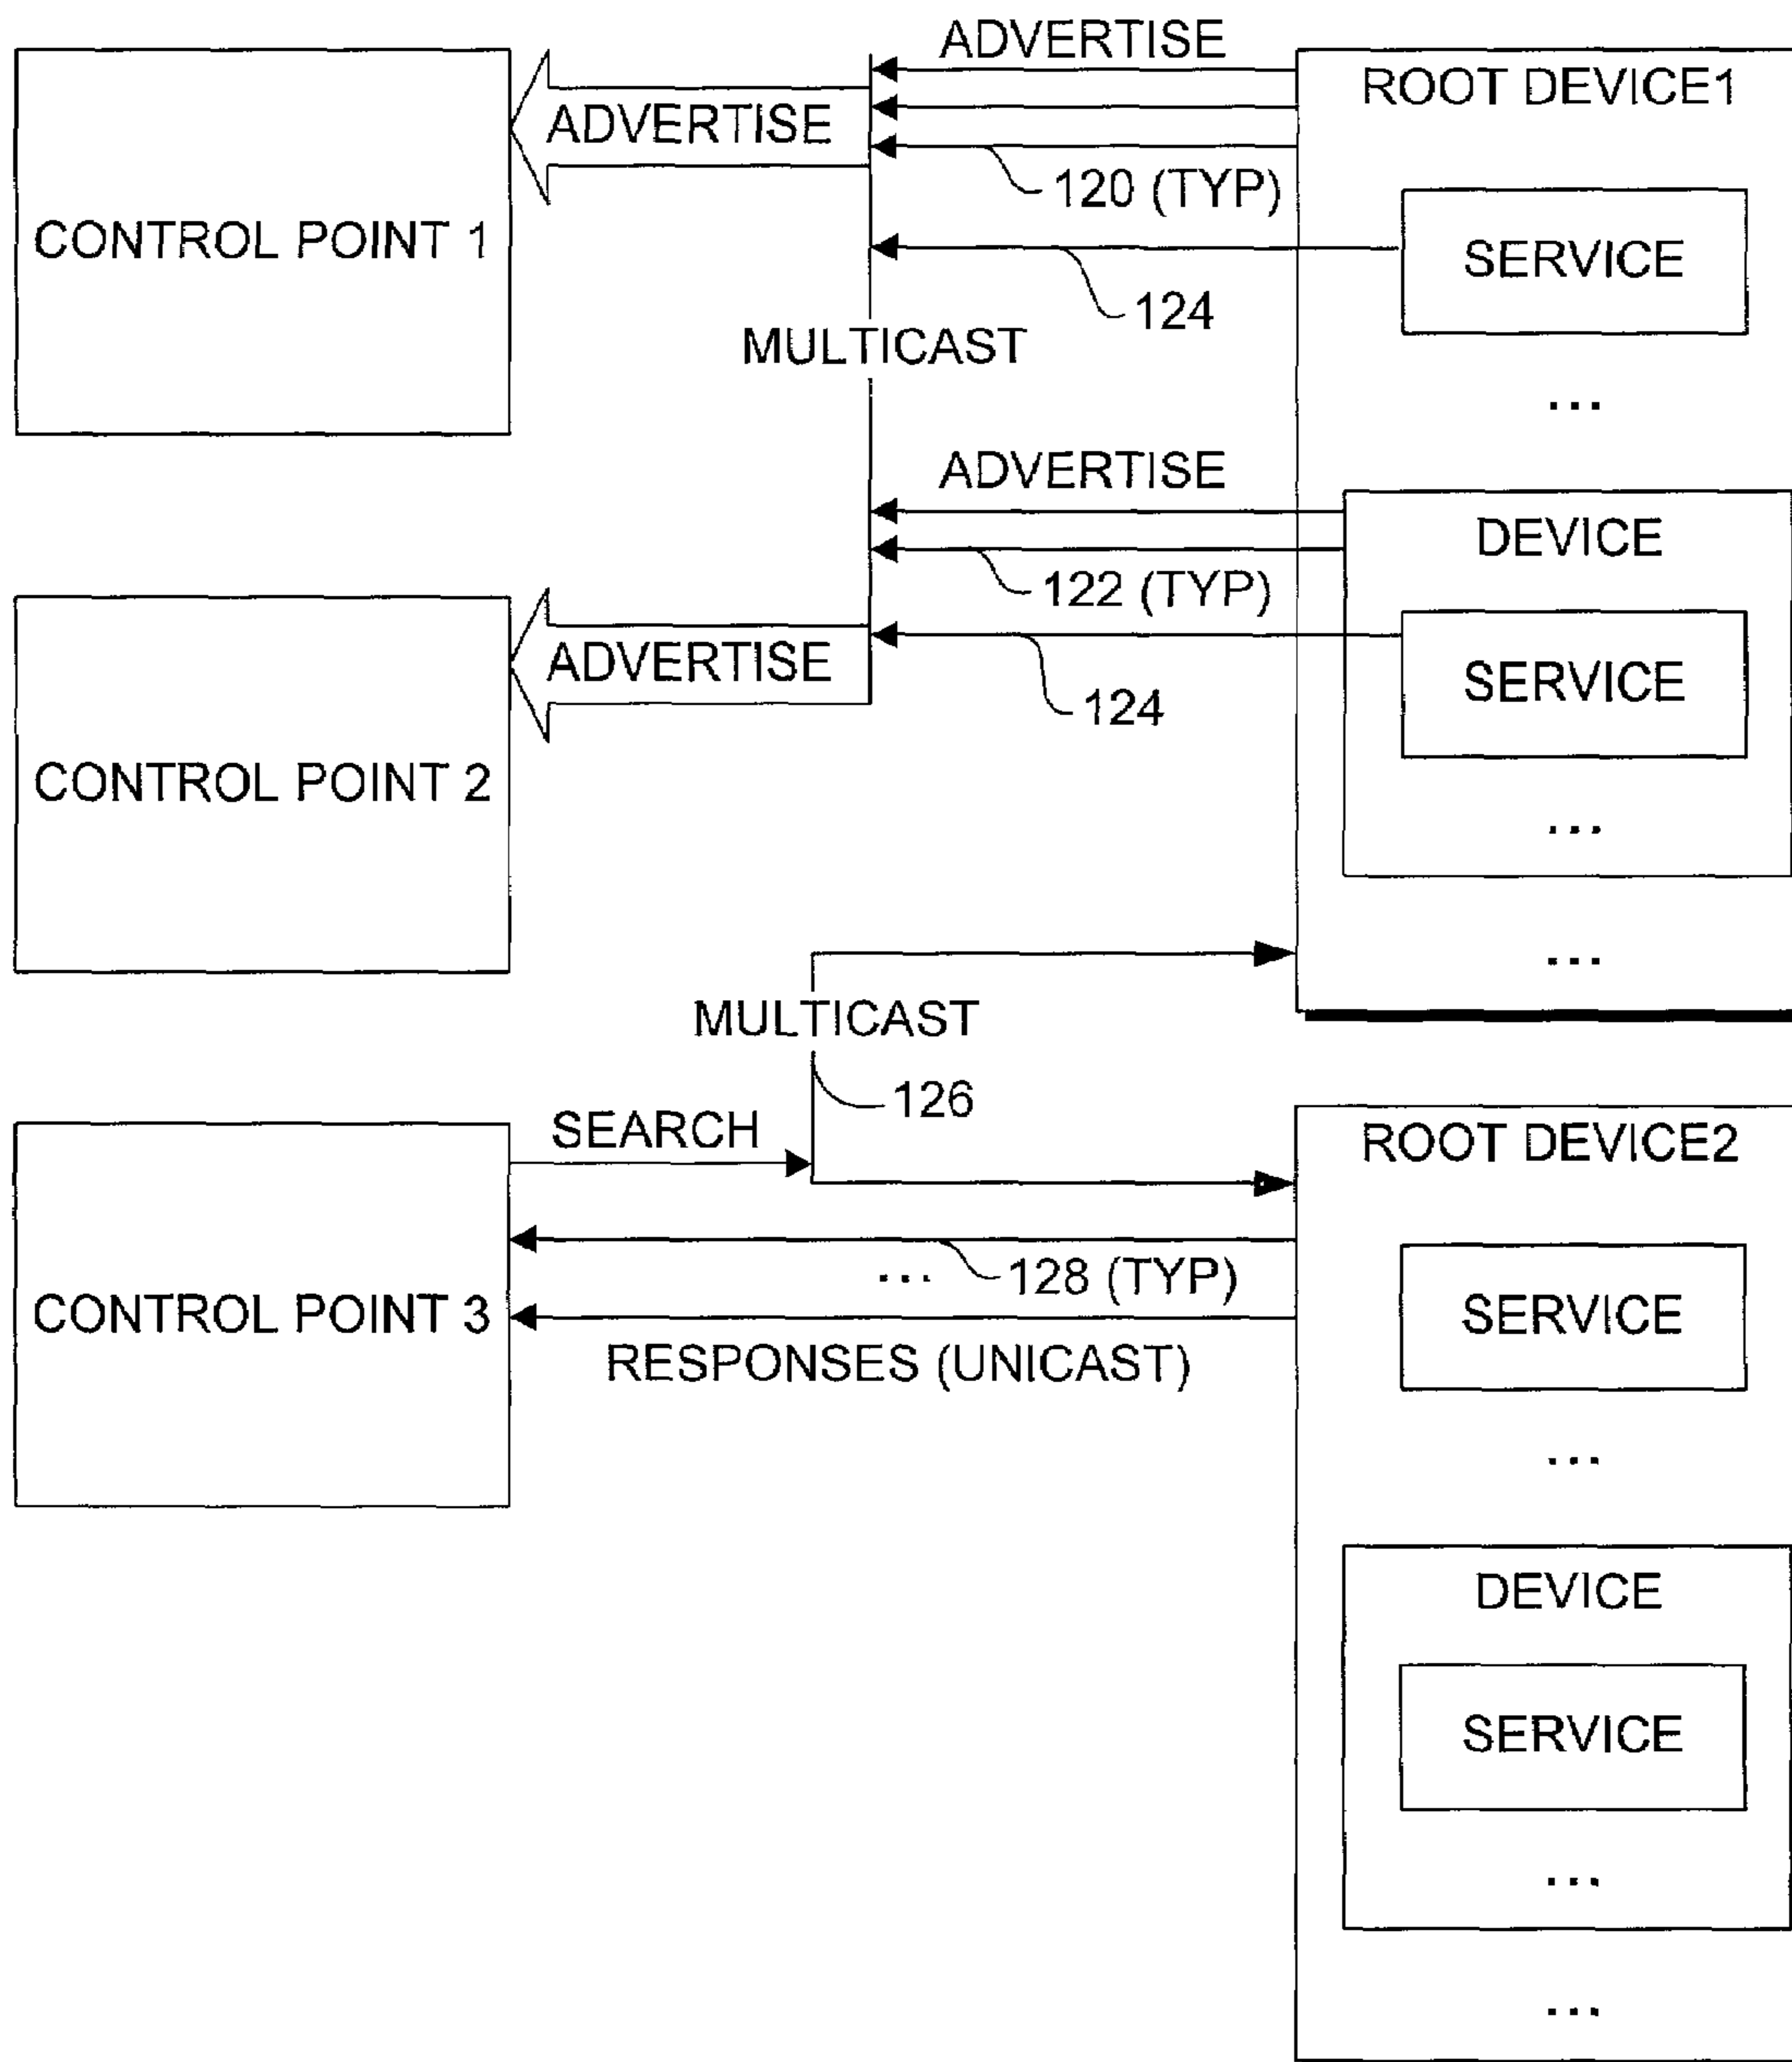 ADVERTISE
ROOT DEVICE1
ADVERTISE
120 (TYP)
CONTROL POINT 1
SERVICE
124
MULTICAST
...
ADVERTISE
DEVICE
122 (TYP)
ADVERTISE
SERVICE
124
CONTROL POINT 2
...
...
MULTICAST
126
SEARCH
ROOT DEVICE2
... 128 (TYP)
CONTROL POINT 3
SERVICE
RESPONSES (UNICAST)
...
DEVICE
SERVICE
...
...